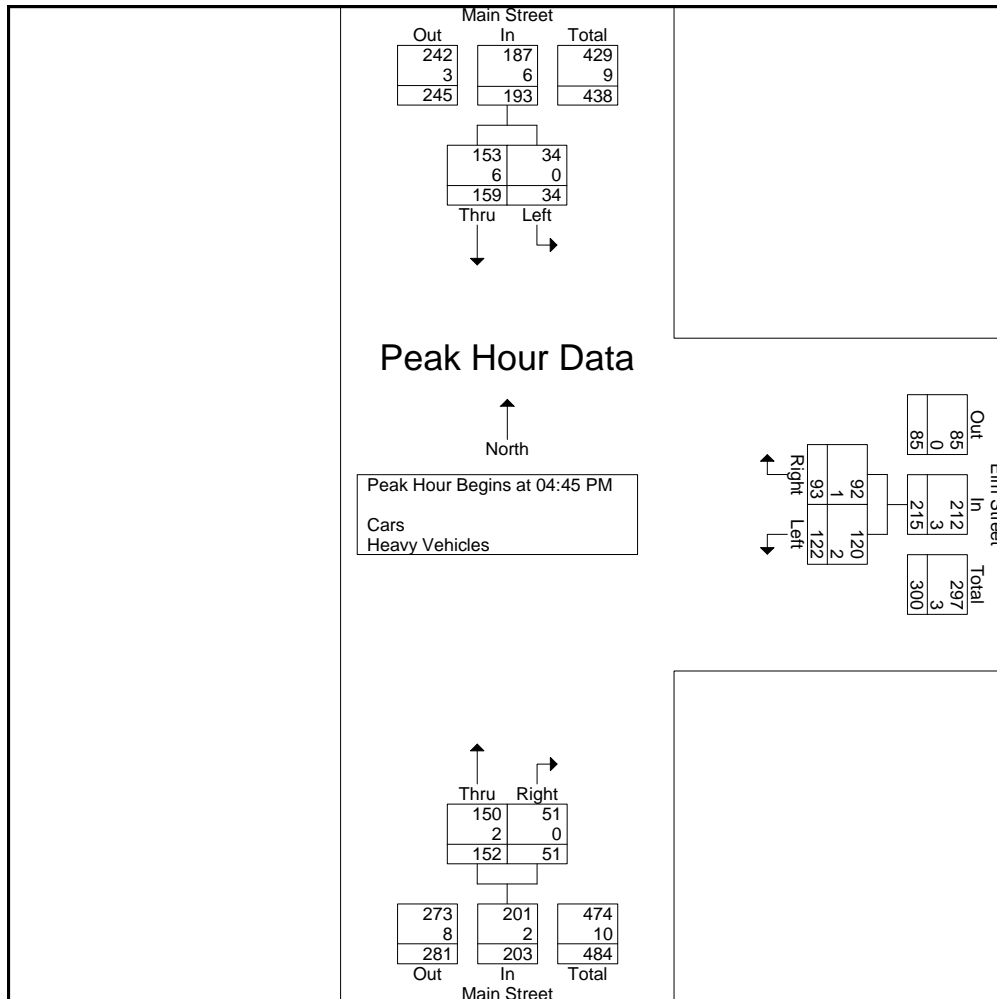 Main Street
Out In Total
242 187 429
3 6 9
245 193 438
153 34
6 0
159 34
Thru Left
Peak Hour Data
North
Peak Hour Begins at 04:45 PM
Cars
Heavy Vehicles
Right Left
93 122
1 2
92 120
Elm Street
Out In Total
85 212 297
0 3 3
85 215 300
Thru Right
150 51
2 0
152 51
273 201 474
8 2 10
281 203 484
Out In Total
Main Street